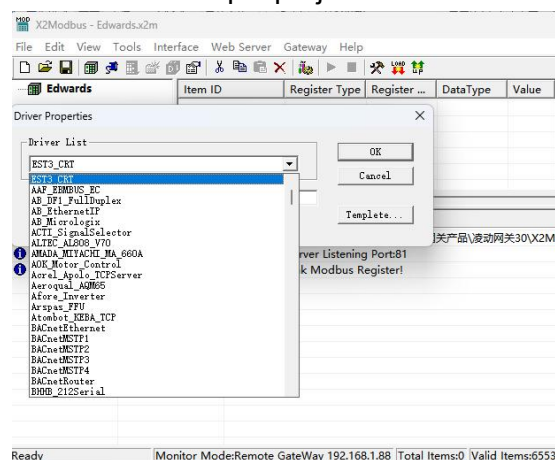 X2Modbus - Edwards.x2m
File Edit View Tools Interface Web Server Gateway Help
Edwards
Item ID Register Type Register ... DataType Value
Driver Properties
Driver List
OK
EST3_CRT
Cancel
EST3_CRT
AAF_EBMBUS_EC
AB_DF1_FullDuplex
AB_EthernetIP
Templete...
AB_Micrologix
ACTI_SignalSelector
关产品\凌动网关30\X2M
ALTEC_AL808_V70
AMADA_MIYACHI_MA_660A
rver Listening Port:81
AOK_Motor_Control
k Modbus Register!
Acrel_Apolo_TCPServer
Aeroqual_AQM65
Afore_Inverter
Arspas_FFU
Atombot_KEBA_TCP
BACnetEthernet
BACnetMSTP1
BACnetMSTP2
BACnetMSTP3
BACnetMSTP4
BACnetRouter
BHHB_212Serial
Ready Monitor Mode:Remote GateWay 192.168.1.88 Total Items:0 Valid Items:6553